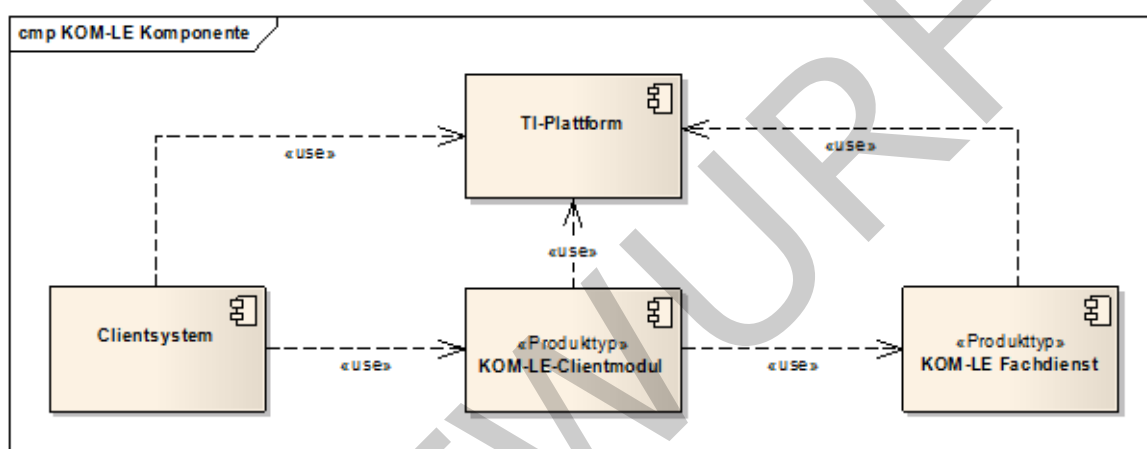 cmp KOM-LE Komponente
TI-Plattform
«use»
«use»
«use»
Clientsystem
«Produkttyp»
KOM-LE-Clientmodul
«Produkttyp»
KOM-LE Fachdienst
«use»
«use»
TWURF